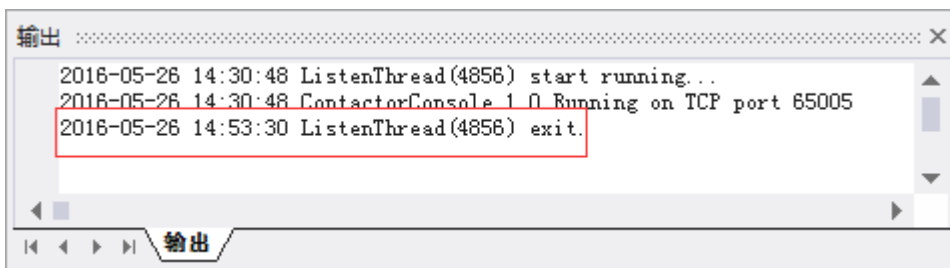 输出
2016-05-26 14:30:48 ListenThread(4856) start running...
2016-05-26 14:30:48 ContactorConsole 1.0 Running on TCP port 65005
2016-05-26 14:53:30 ListenThread(4856) exit.
输出